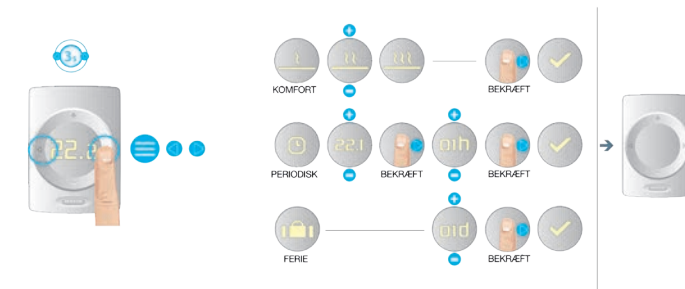 3s
22.2
KOMFORT
BEKRÆFT
22.1
01h
PERIODISK
BEKRÆFT
BEKRÆFT
01d
FERIE
BEKRÆFT